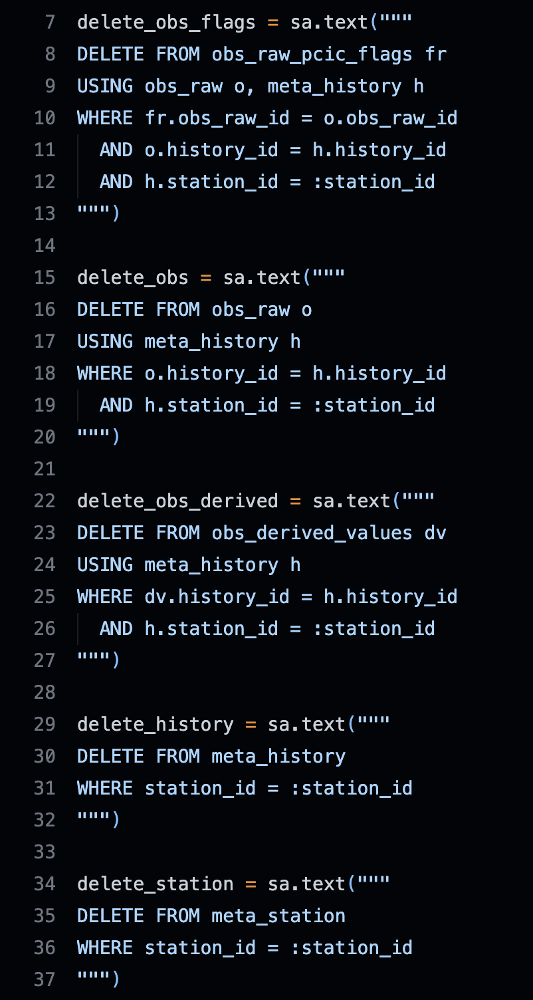 7 delete_obs_flags = sa.text("""
8 DELETE FROM obs_raw_pcic_flags fr
9 USING obs_raw o, meta_history h
10 WHERE fr.obs_raw_id = o.obs_raw_id
11   AND o.history_id = h.history_id
12   AND h.station_id = :station_id
13 """)
14
15 delete_obs = sa.text("""
16 DELETE FROM obs_raw o
17 USING meta_history h
18 WHERE o.history_id = h.history_id
19   AND h.station_id = :station_id
20 """)
21
22 delete_obs_derived = sa.text("""
23 DELETE FROM obs_derived_values dv
24 USING meta_history h
25 WHERE dv.history_id = h.history_id
26   AND h.station_id = :station_id
27 """)
28
29 delete_history = sa.text("""
30 DELETE FROM meta_history
31 WHERE station_id = :station_id
32 """)
33
34 delete_station = sa.text("""
35 DELETE FROM meta_station
36 WHERE station_id = :station_id
37 """)